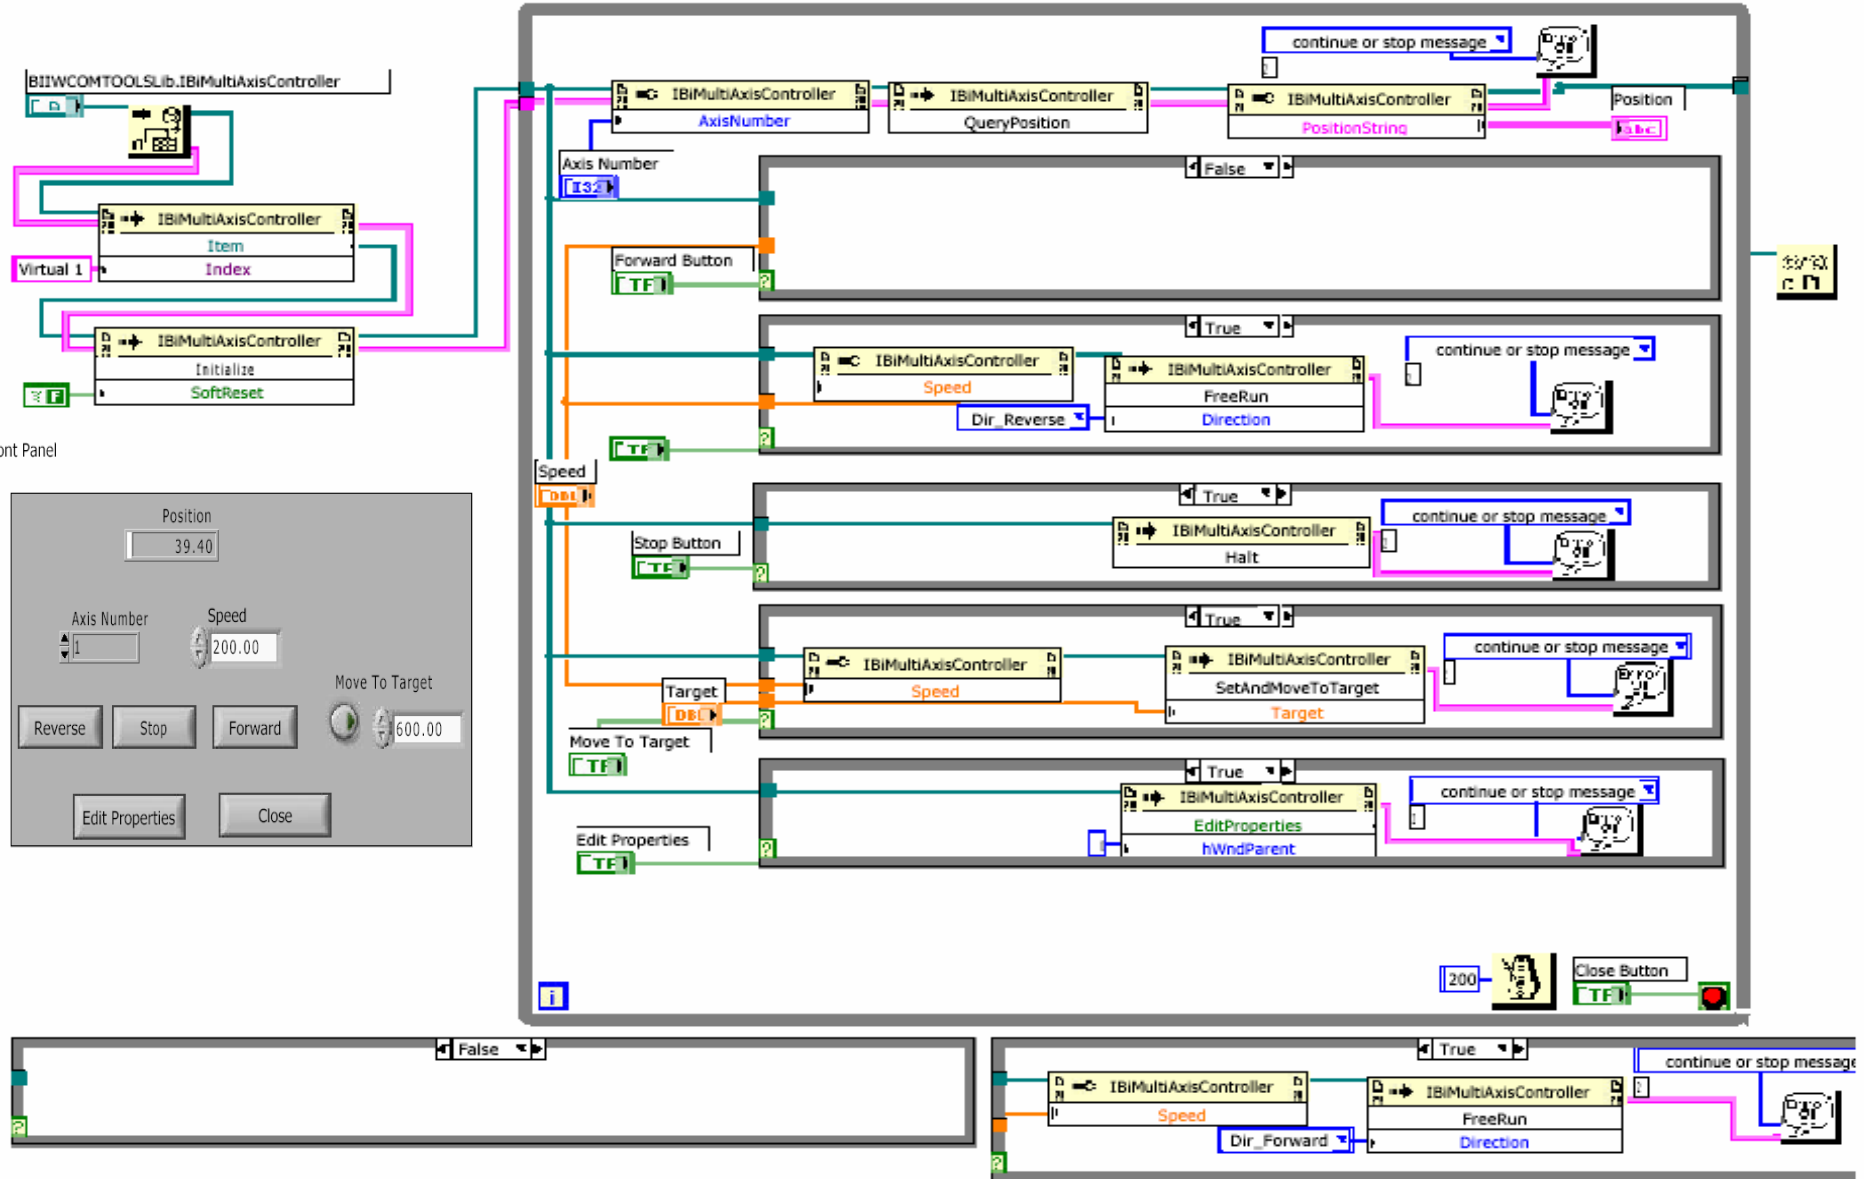 BIIWCOMTOOLSLib.IBiMultiAxisController
IBiMultiAxisController
Item
Index
Virtual 1
IBiMultiAxisController
Initialize
SoftReset
F
ont Panel
Position
39.40
Axis Number
1
Speed
200.00
Move To Target
600.00
Reverse
Stop
Forward
Edit Properties
Close
continue or stop message
IBiMultiAxisController
AxisNumber
IBiMultiAxisController
QueryPosition
IBiMultiAxisController
PositionString
Position
abc
Axis Number
I32
False
Forward Button
TF
True
IBiMultiAxisController
Speed
IBiMultiAxisController
FreeRun
Direction
Dir_Reverse
continue or stop message
TF
Speed
DBL
True
Stop Button
TF
IBiMultiAxisController
Halt
continue or stop message
True
IBiMultiAxisController
Speed
IBiMultiAxisController
SetAndMoveToTarget
Target
continue or stop message
Error
Target
DBL
Move To Target
TF
True
IBiMultiAxisController
EditProperties
hWndParent
continue or stop message
Edit Properties
TF
i
200
Close Button
TF
False
True
IBiMultiAxisController
Speed
IBiMultiAxisController
FreeRun
Direction
Dir_Forward
continue or stop message